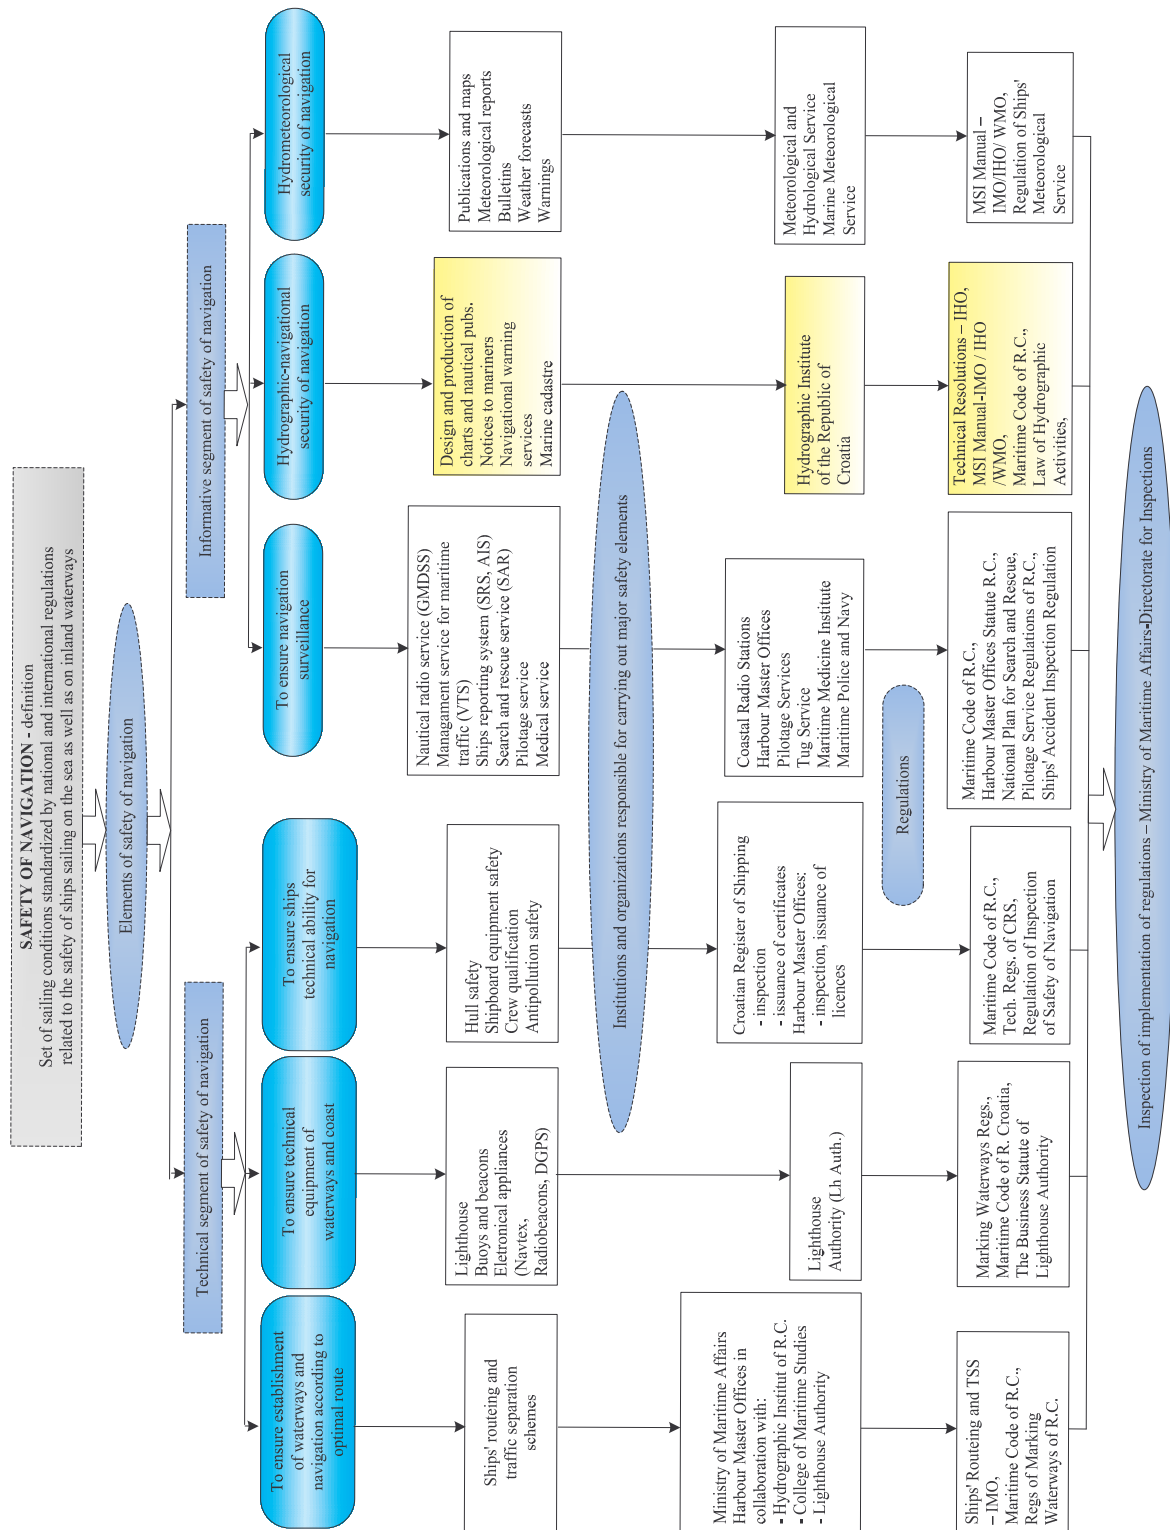 SAFETY OF NAVIGATION - definition
Set of sailing conditions standardized by national and international regulations
related to the safety of ships sailing on the sea as well as on inland waterways
Elements of safety of navigation
Technical segment of safety of navigation
Informative segment of safety of navigation
To ensure establishment
of waterways and
navigation according to
optimal route
To ensure technical
equipment of
waterways and coast
To ensure ships
technical ability for
navigation
To ensure navigation
surveillance
Hydrographic-navigational
security of navigation
Hydrometeorological
security of navigation
Ships' routeing and
traffic separation
schemes
Lighthouse
Buoys and beacons
Eletronical appliances
(Navtex,
Radiobeacons, DGPS)
Hull safety
Shipboard equipment safety
Crew qualification
Antipollution safety
Nautical radio service (GMDSS)
Managament service for maritime
traffic (VTS)
Ships reporting system (SRS, AIS)
Search and rescue service (SAR)
Pilotage service
Medical service
Design and production of
charts and nautical pubs.
Notices to mariners
Navigational warning
services
Marine cadastre
Publications and maps
Meteorological reports
Bulletins
Weather forecasts
Warnings
Institutions and organizations responsible for carrying out major safety elements
Ministry of Maritime Affairs
Harbour Master Offices in
collaboration with:
- Hydrographic Institut of R.C.
- College of Maritime Studies
- Lighthouse Authority
Lighthouse
Authority (Lh Auth.)
Croatian Register of Shipping
- inspection
- issuance of certificates
Harbour Master Offices:
- inspection, issuance of
licences
Coastal Radio Stations
Harbour Master Offices
Pilotage Services
Tug Service
Maritime Medicine Institute
Maritime Police and Navy
Hydrographic Institute
of the Republic of
Croatia
Meteorological and
Hydrological Service
Marine Meteorological
Service
Regulations
Ships' Routeing and TSS
– IMO,
Maritime Code of R.C.,
Regs of Marking
Waterways of R.C.
Marking Waterways Regs.,
Maritime Code of R. Croatia,
The Business Statute of
Lighthouse Authority
Maritime Code of R.C.,
Tech. Regs. of CRS,
Regulation of Inspection
of Safety of Navigation
Maritime Code of R.C.,
Harbour Master Offices Statute R.C.,
National Plan for Search and Rescue,
Pilotage Service Regulations of R.C.,
Ships' Accident Inspection Regulation
Technical Resolutions – IHO,
MSI Manual-IMO / IHO
/WMO,
Maritime Code of R.C.,
Law of Hydrographic
Activities,
MSI Manual –
IMO/IHO/ WMO,
Regulation of Ships'
Meteorological
Service
Inspection of implementation of regulations – Ministry of Maritime Affairs-Directorate for Inspections